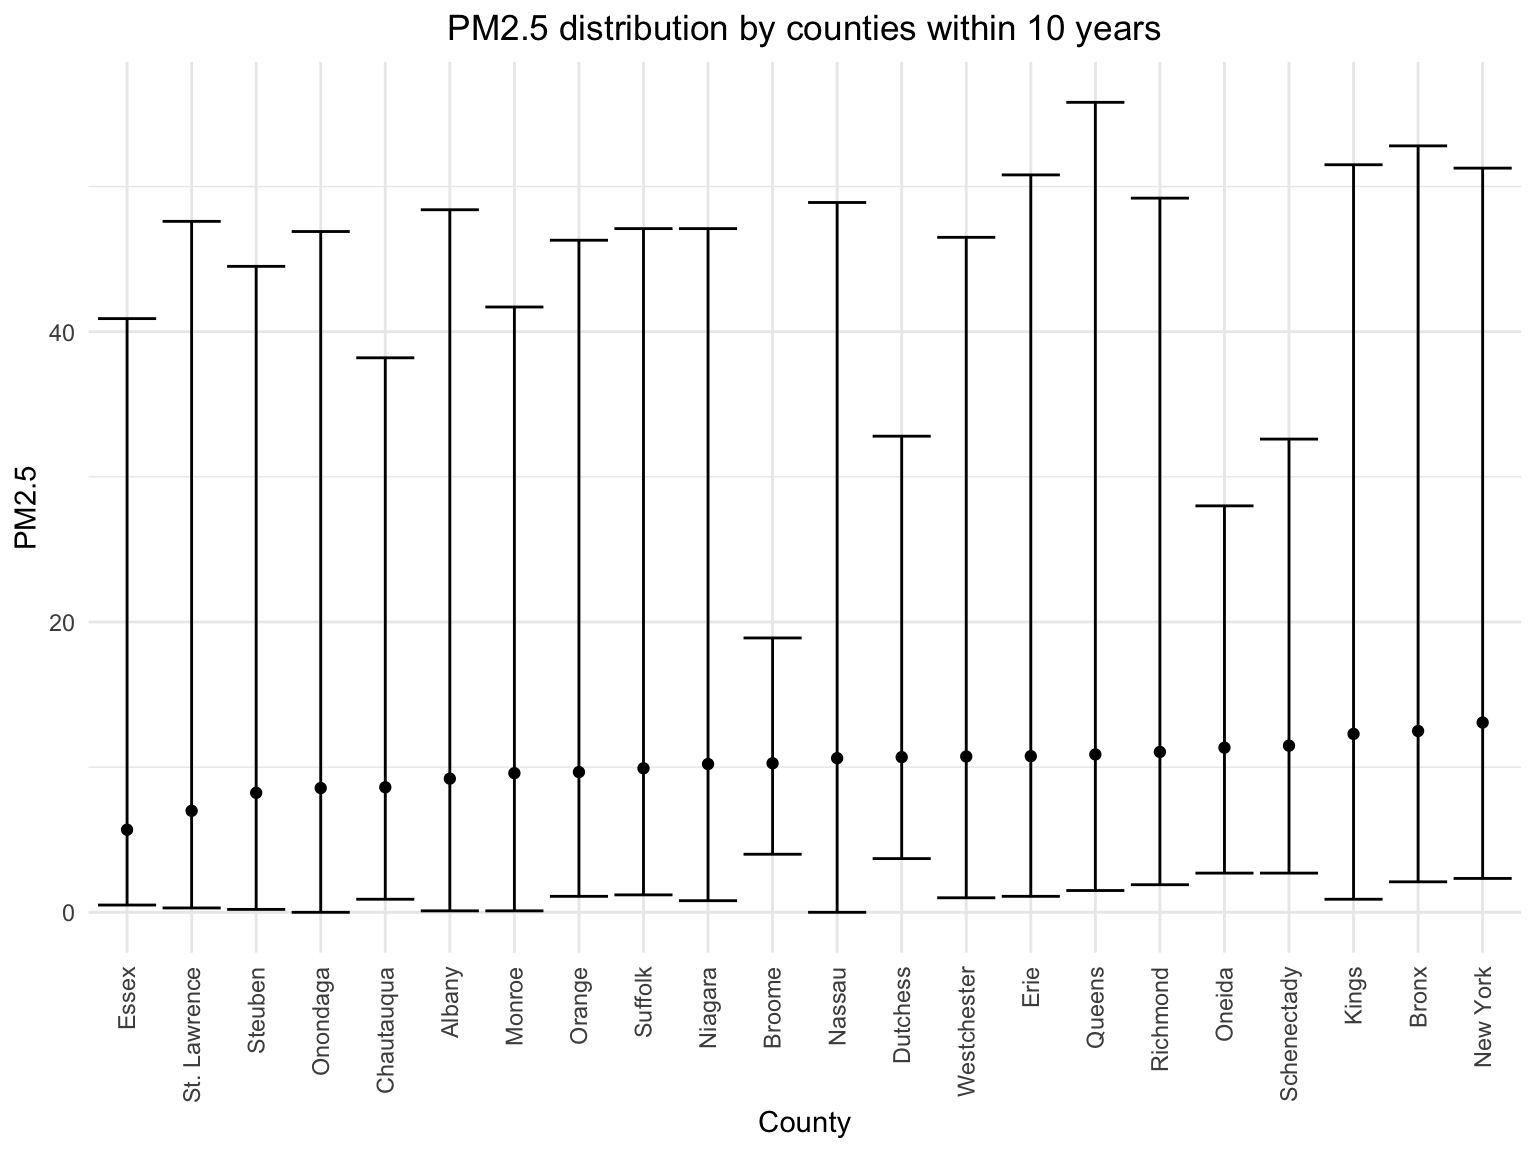 PM2.5 distribution by counties within 10 years
PM2.5
40
20
0
Essex
St. Lawrence
Steuben
Onondaga
Chautauqua
Albany
Monroe
Orange
Suffolk
Niagara
Broome
Nassau
Dutchess
Westchester
Erie
Queens
Richmond
Oneida
Schenectady
Kings
Bronx
New York
County